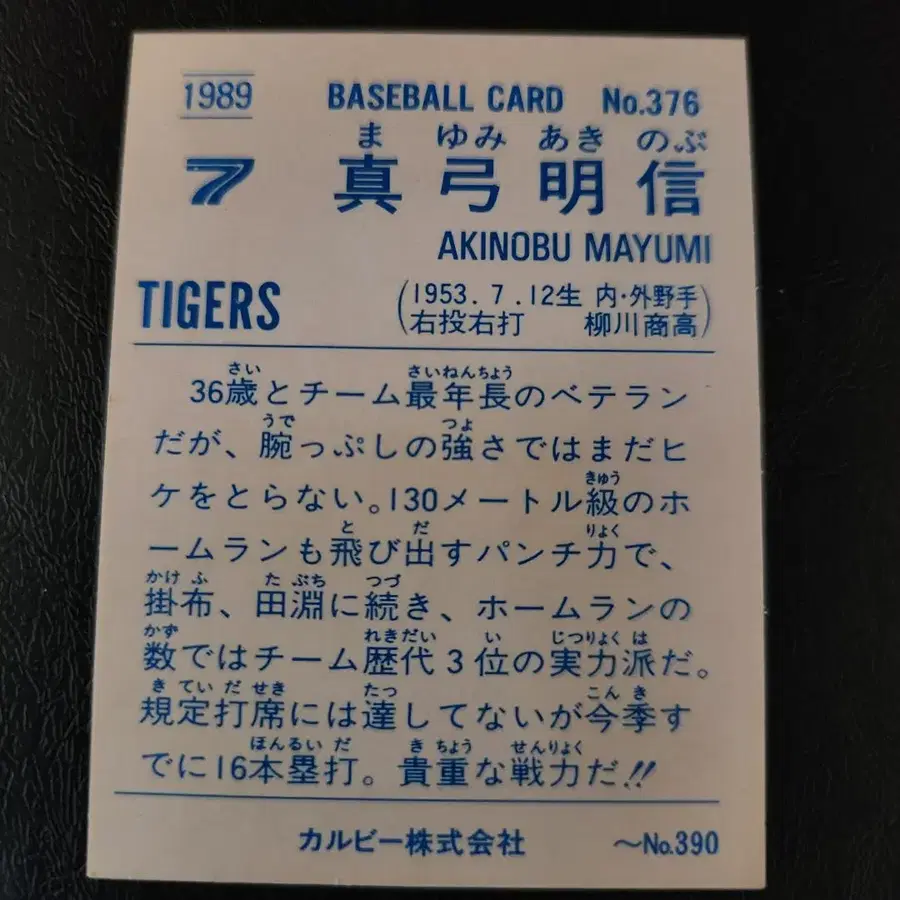 1989 BASEBALL CARD No.376
ま ゆみ あき のぶ
7 真弓明信
AKINOBU MAYUMI
TIGERS (1953.7.12生 内・外野手
右投右打 柳川商高)
さい さいねんちょう
36歳とチーム最年長のベテラン
うで つよ
だが、腕っぷしの強さではまだヒ
きゅう
ケをとらない。130メートル級のホ
と だ りょく
ームランも飛び出すパンチ力で、
かけ ふ た ぶち つづ
掛布、田淵に続き、ホームランの
かず れきだい い じつりょく は
数ではチーム歴代3位の実力派だ。
き てい だ せき たっ こん き
規定打席には達してないが今季す
ほんるい だ き ちょう せんりょく
でに16本塁打。貴重な戦力だ!!
カルビー株式会社 〜No.390